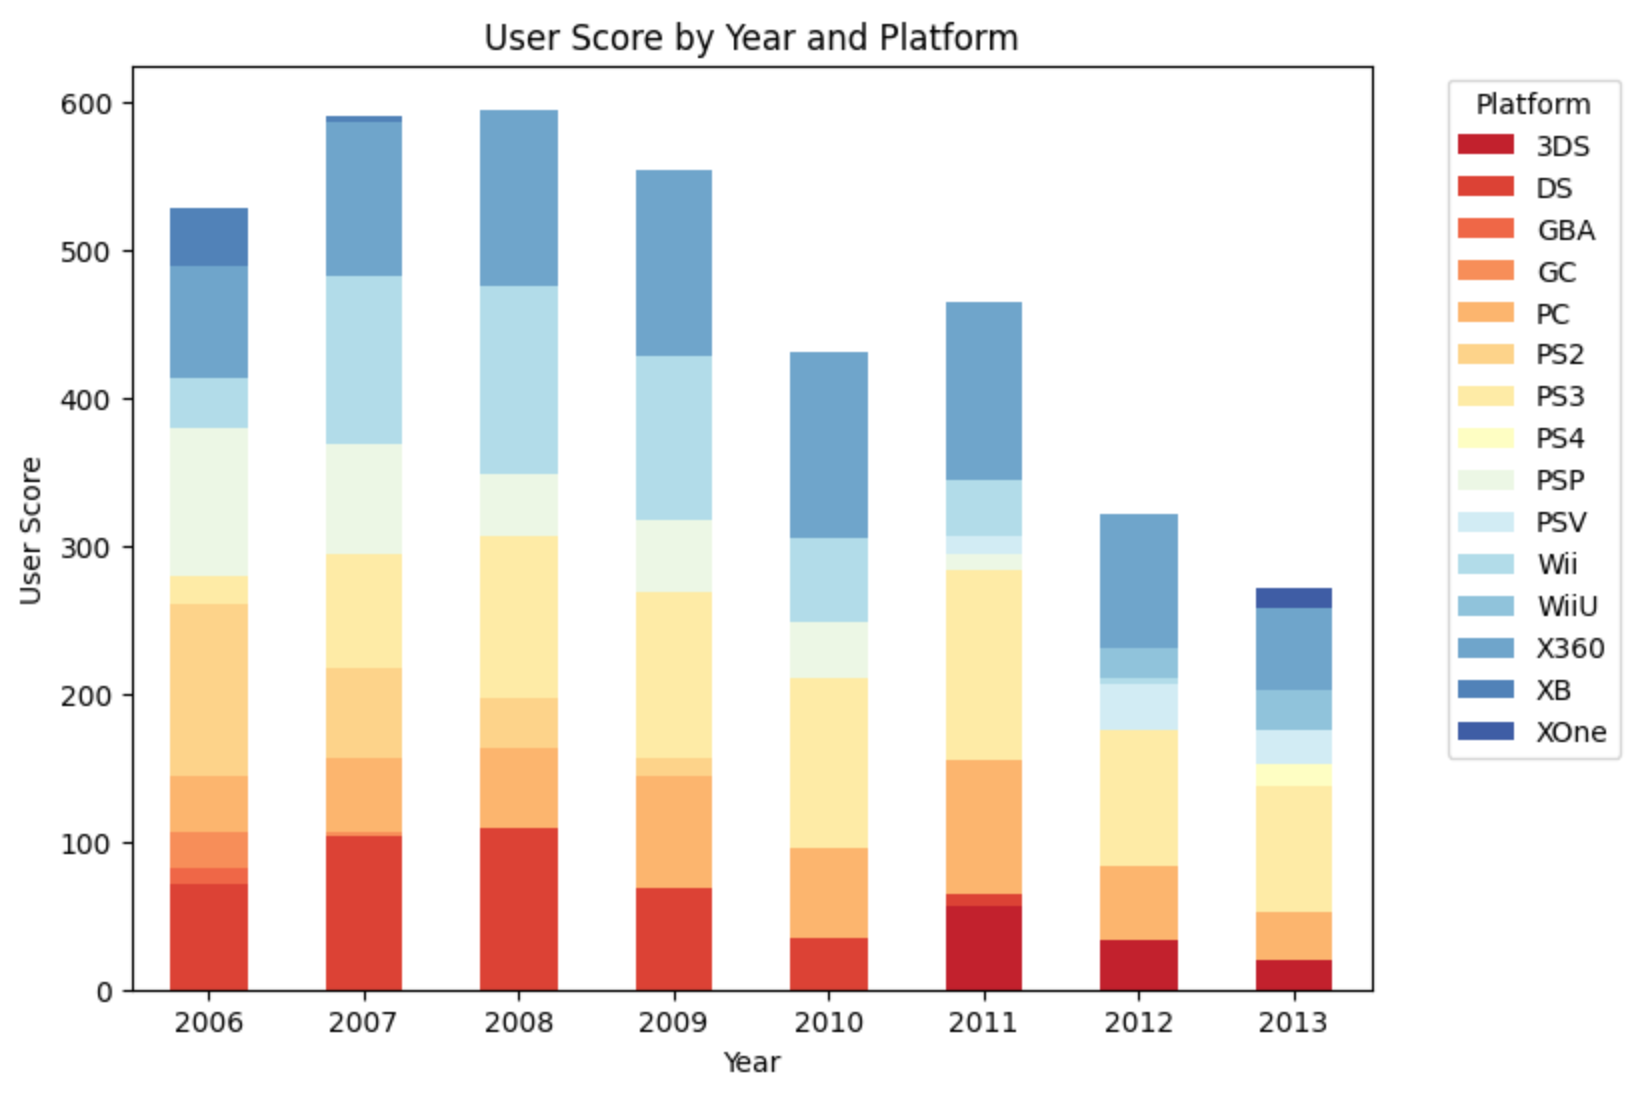 User Score by Year and Platform
User Score
600
500
400
300
200
100
0
2006 2007 2008 2009 2010 2011 2012 2013
Year
Platform
3DS
DS
GBA
GC
PC
PS2
PS3
PS4
PSP
PSV
Wii
WiiU
X360
XB
XOne